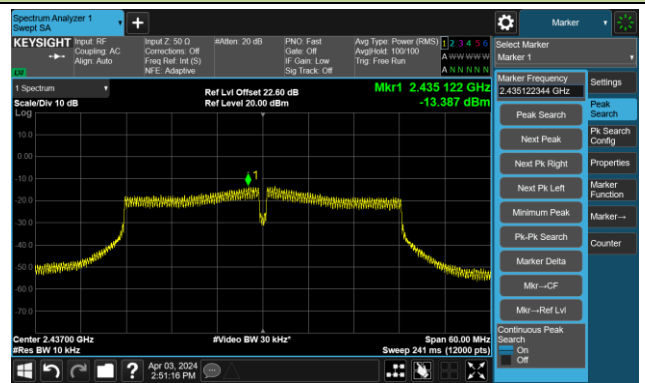 Spectrum Analyzer 1
Swept SA
+
Marker
KEYSIGHT
Input: RF
Coupling: AC
Align: Auto
Input Z: 50 Ω
Corrections: Off
Freq Ref: Int (S)
NFE: Adaptive
#Atten: 20 dB
PNO: Fast
Gate: Off
IF Gain: Low
Sig Track: Off
Avg Type: Power (RMS)
Avg|Hold: 100/100
Trig: Free Run
1 2 3 4 5 6
A W W W W W
A N N N N N
Select Marker
Marker 1
1 Spectrum
Scale/Div 10 dB
Log
Ref Lvl Offset 22.60 dB
Ref Level 20.00 dBm
Mkr1 2.435 122 GHz
-13.387 dBm
10.0
0.00
-10.0
-20.0
-30.0
-40.0
-50.0
-60.0
-70.0
1
Center 2.43700 GHz
#Res BW 10 kHz
#Video BW 30 kHz*
Span 60.00 MHz
Sweep 241 ms (12000 pts)
Marker Frequency
2.435122344 GHz
Peak Search
Next Peak
Next Pk Right
Next Pk Left
Minimum Peak
Pk-Pk Search
Marker Delta
Mkr→CF
Mkr→Ref Lvl
Continuous Peak
Search
On
Off
Settings
Peak
Search
Pk Search
Config
Properties
Marker
Function
Marker→
Counter
?
Apr 03, 2024
2:51:16 PM